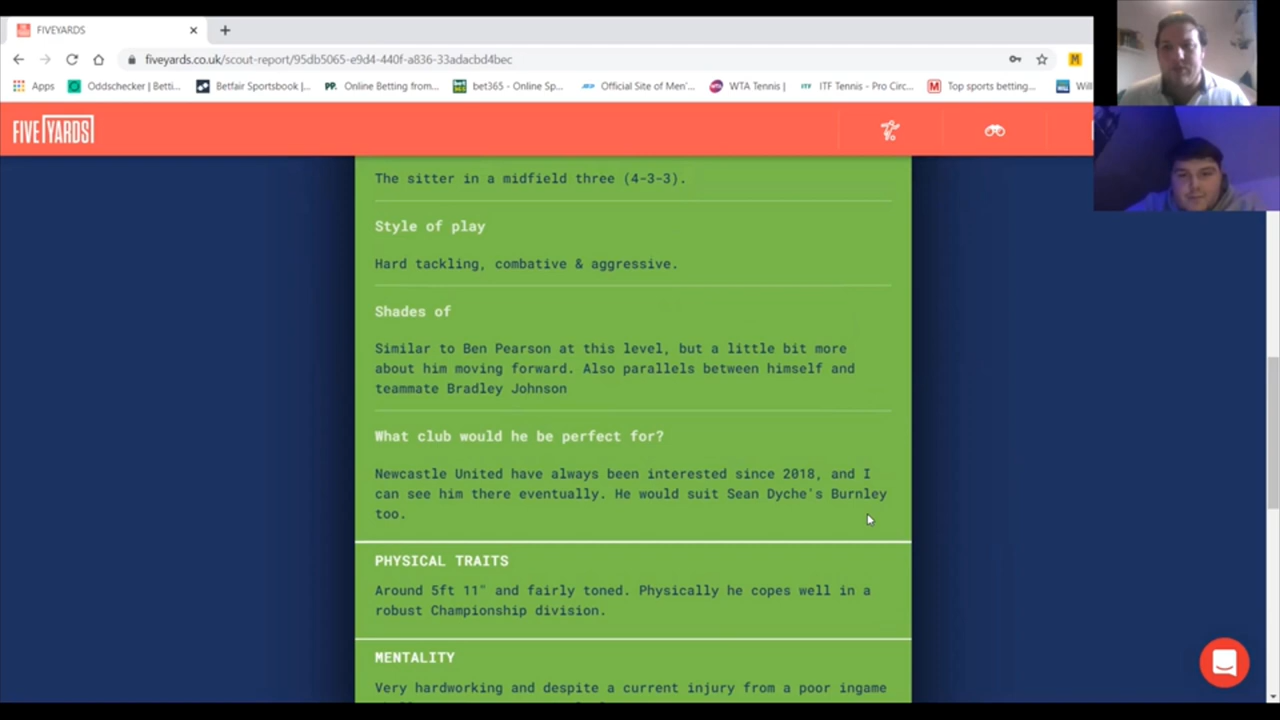 FIVEYARDS
fiveyards.co.uk/scout-report/95db5065-e9d4-440f-a836-33adacbd4bec
M
Apps
Oddschecker | Betti...
Betfair Sportsbook |...
PP. Online Betting from...
bet365 - Online Sp...
Official Site of Men'...
WTA Tennis |
ITF Tennis - Pro Circ...
M Top sports betting...
Will
FIVEYARDS
The sitter in a midfield three (4-3-3).
Style of play
Hard tackling, combative & aggressive.
Shades of
Similar to Ben Pearson at this level, but a little bit more
about him moving forward. Also parallels between himself and
teammate Bradley Johnson
What club would he be perfect for?
Newcastle United have always been interested since 2018, and I
can see him there eventually. He would suit Sean Dyche's Burnley
too.
PHYSICAL TRAITS
Around 5ft 11" and fairly toned. Physically he copes well in a
robust Championship division.
MENTALITY
Very hardworking and despite a current injury from a poor ingame